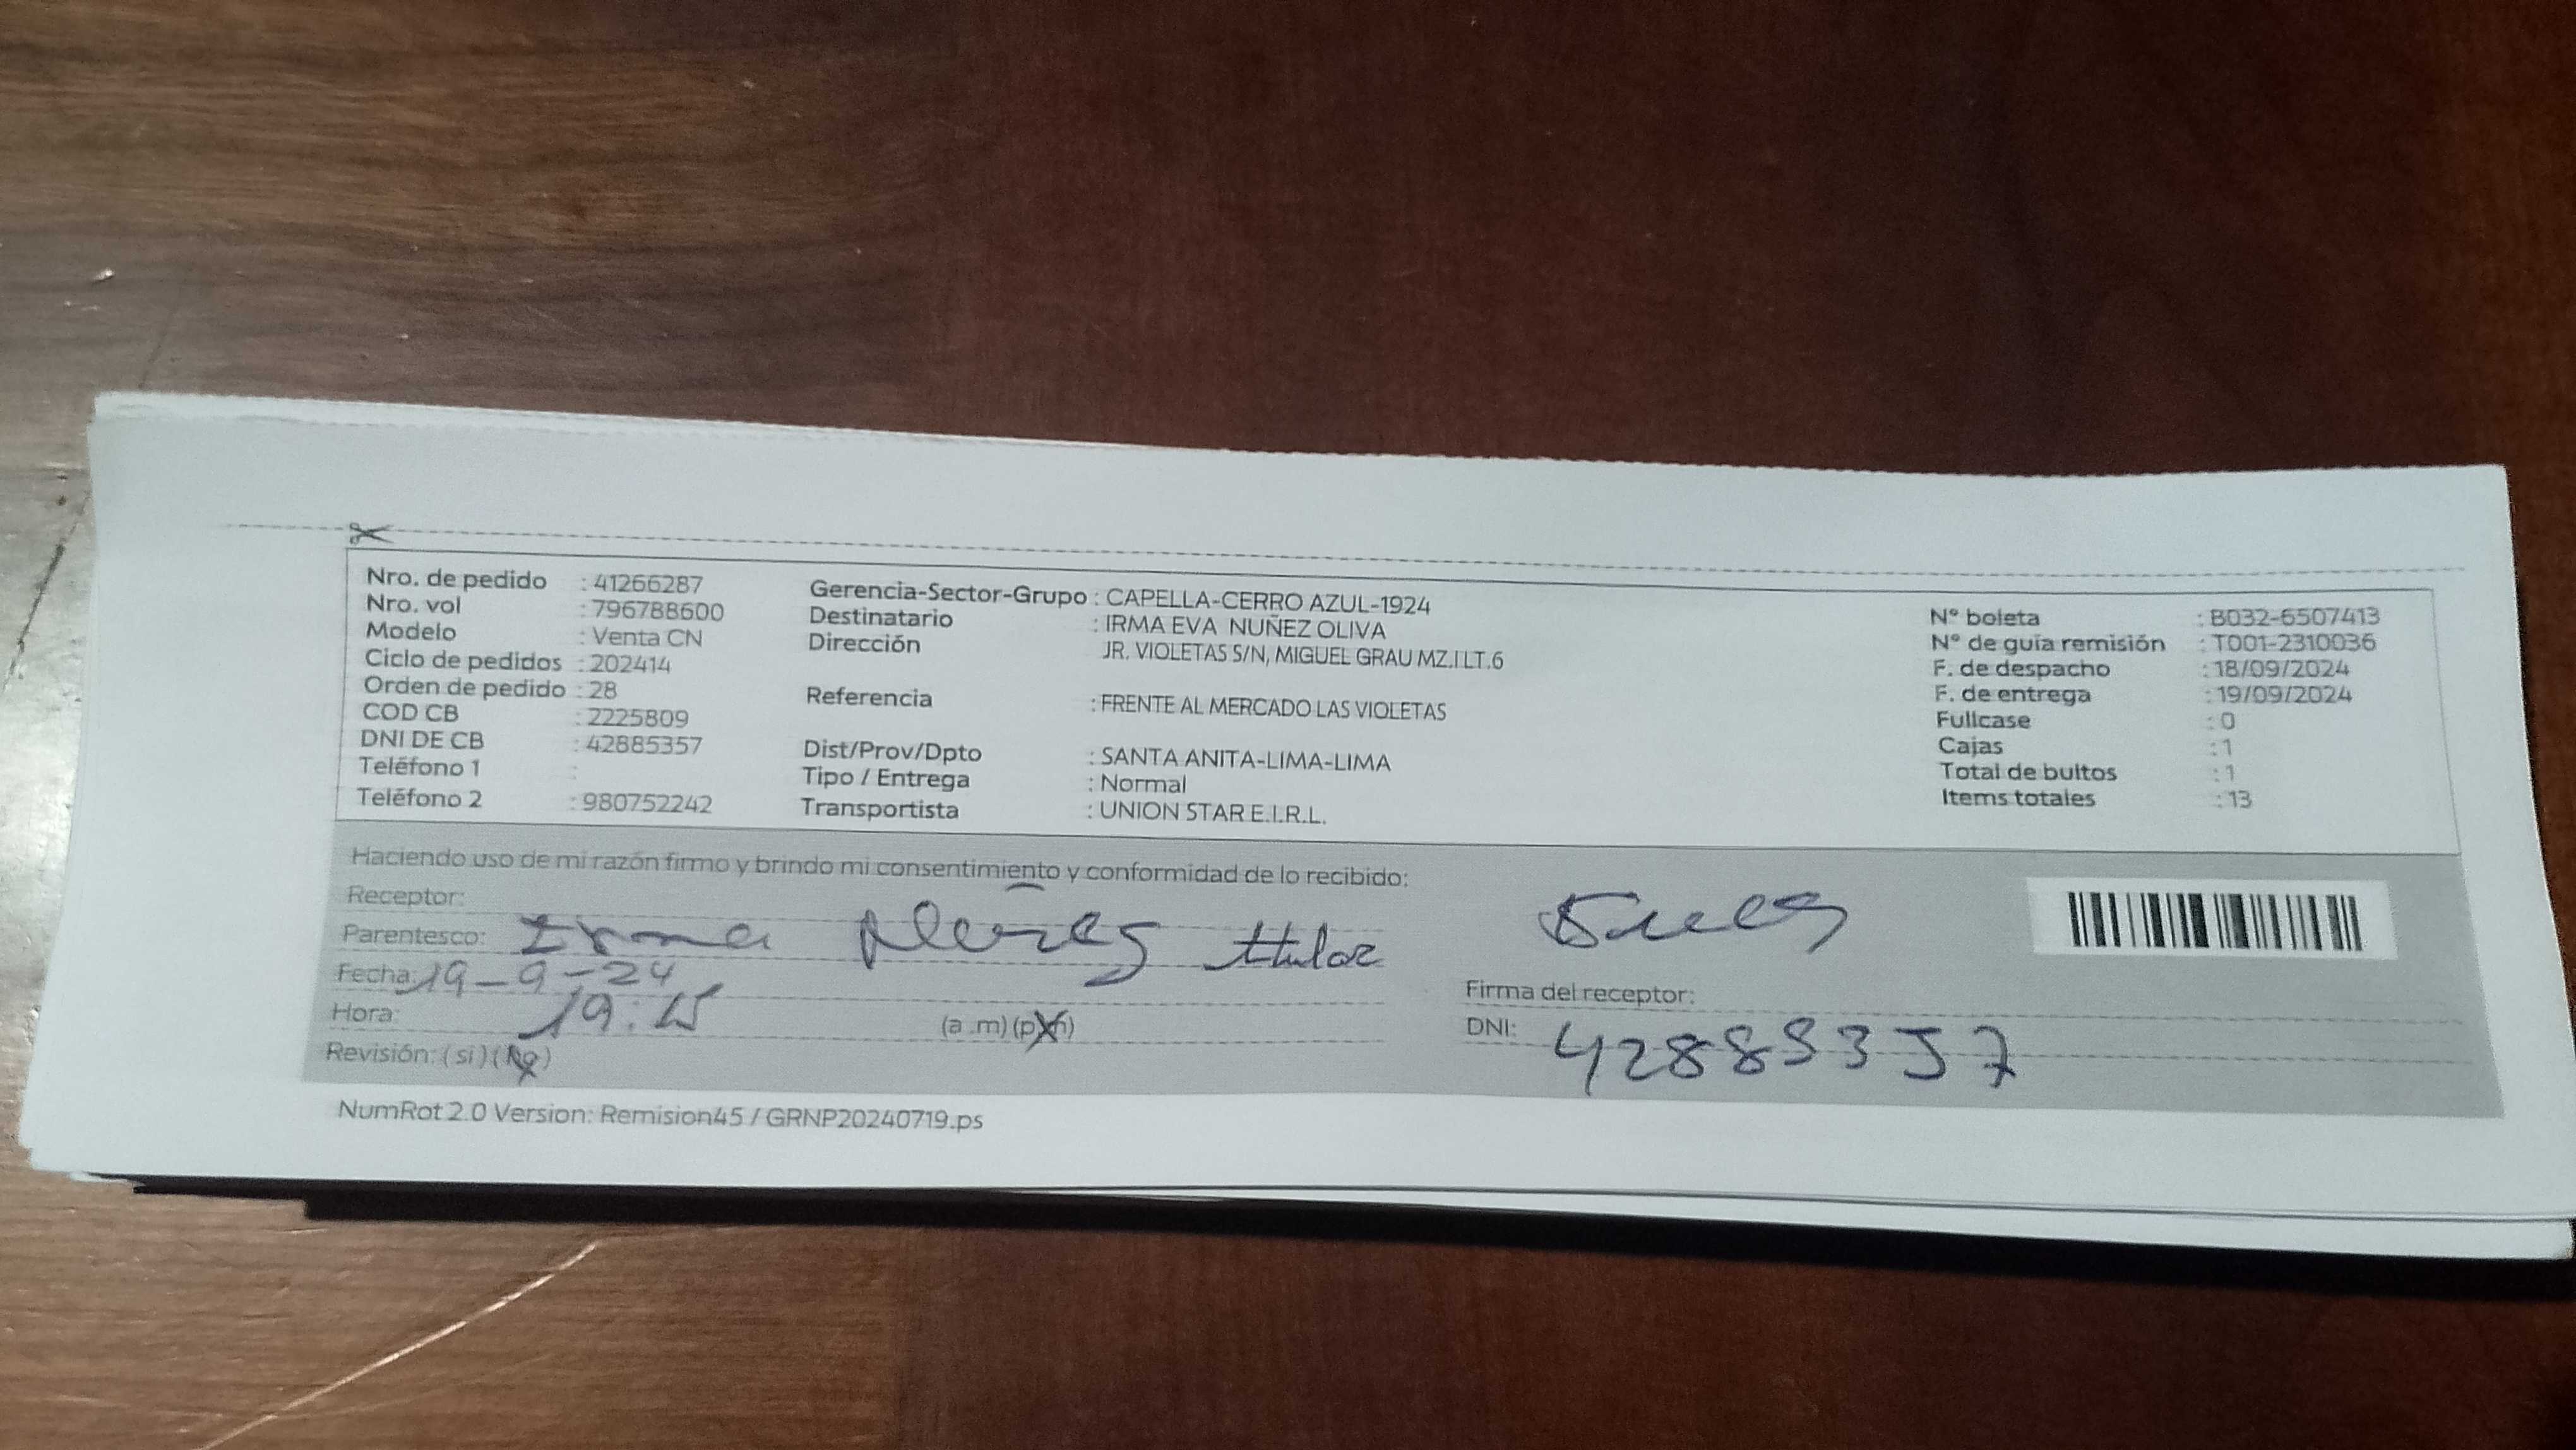 Nro. de pedido : 41266287
Nro. vol : 796788600
Modelo : Venta CN
Ciclo de pedidos : 202414
Orden de pedido : 28
COD CB : 2225809
DNI DE CB : 42885357
Teléfono 1 :
Teléfono 2 : 980752242
Gerencia-Sector-Grupo : CAPELLA-CERRO AZUL-1924
Destinatario : IRMA EVA NUÑEZ OLIVA
Dirección JR. VIOLETAS S/N, MIGUEL GRAU MZ.I LT.6
Referencia : FRENTE AL MERCADO LAS VIOLETAS
Dist/Prov/Dpto : SANTA ANITA-LIMA-LIMA
Tipo / Entrega : Normal
Transportista : UNION STAR E.I.R.L.
N° boleta : B032-6507413
N° de guía remisión : T001-2310036
F. de despacho : 18/09/2024
F. de entrega : 19/09/2024
Fullcase : 0
Cajas : 1
Total de bultos : 1
Items totales : 13
Haciendo uso de mi razón firmo y brindo mi consentimiento y conformidad de lo recibido:
Receptor:
Parentesco: Irma Nuñez titular
Fecha: 19-9-24
Hora: 19:15 (a.m) (p.m)
Revisión: (si) (No)
Firma del receptor:
DNI: 42885357
NumRot 2.0 Version: Remision45 / GRNP20240719.ps